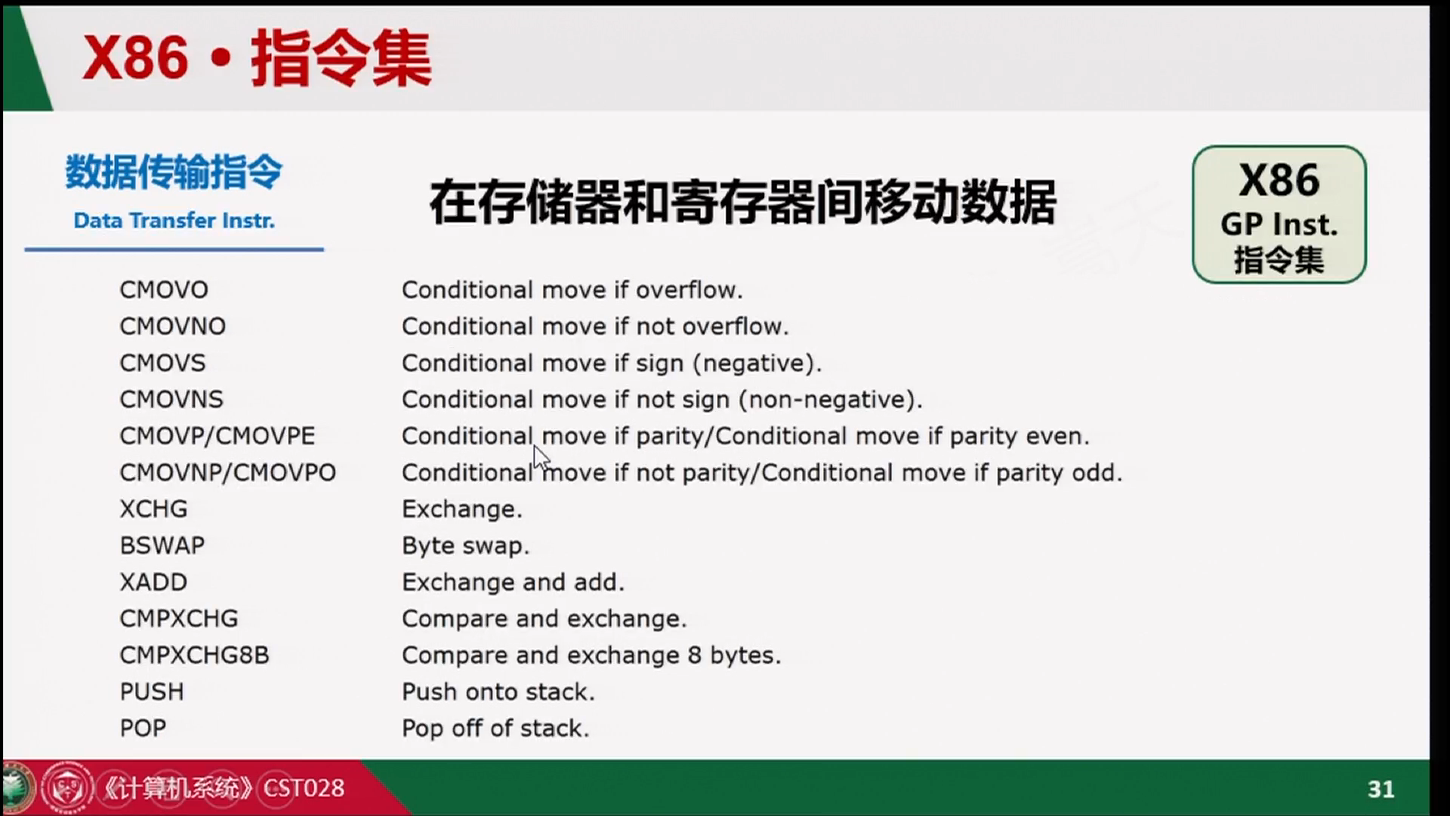 X86 • 指令集
数据传输指令
Data Transfer Instr.
在存储器和寄存器间移动数据
X86
GP Inst.
指令集
CMOVO Conditional move if overflow.
CMOVNO Conditional move if not overflow.
CMOVS Conditional move if sign (negative).
CMOVNS Conditional move if not sign (non-negative).
CMOVP/CMOVPE Conditional move if parity/Conditional move if parity even.
CMOVNP/CMOVPO Conditional move if not parity/Conditional move if parity odd.
XCHG Exchange.
BSWAP Byte swap.
XADD Exchange and add.
CMPXCHG Compare and exchange.
CMPXCHG8B Compare and exchange 8 bytes.
PUSH Push onto stack.
POP Pop off of stack.
《计算机系统》CST028
31